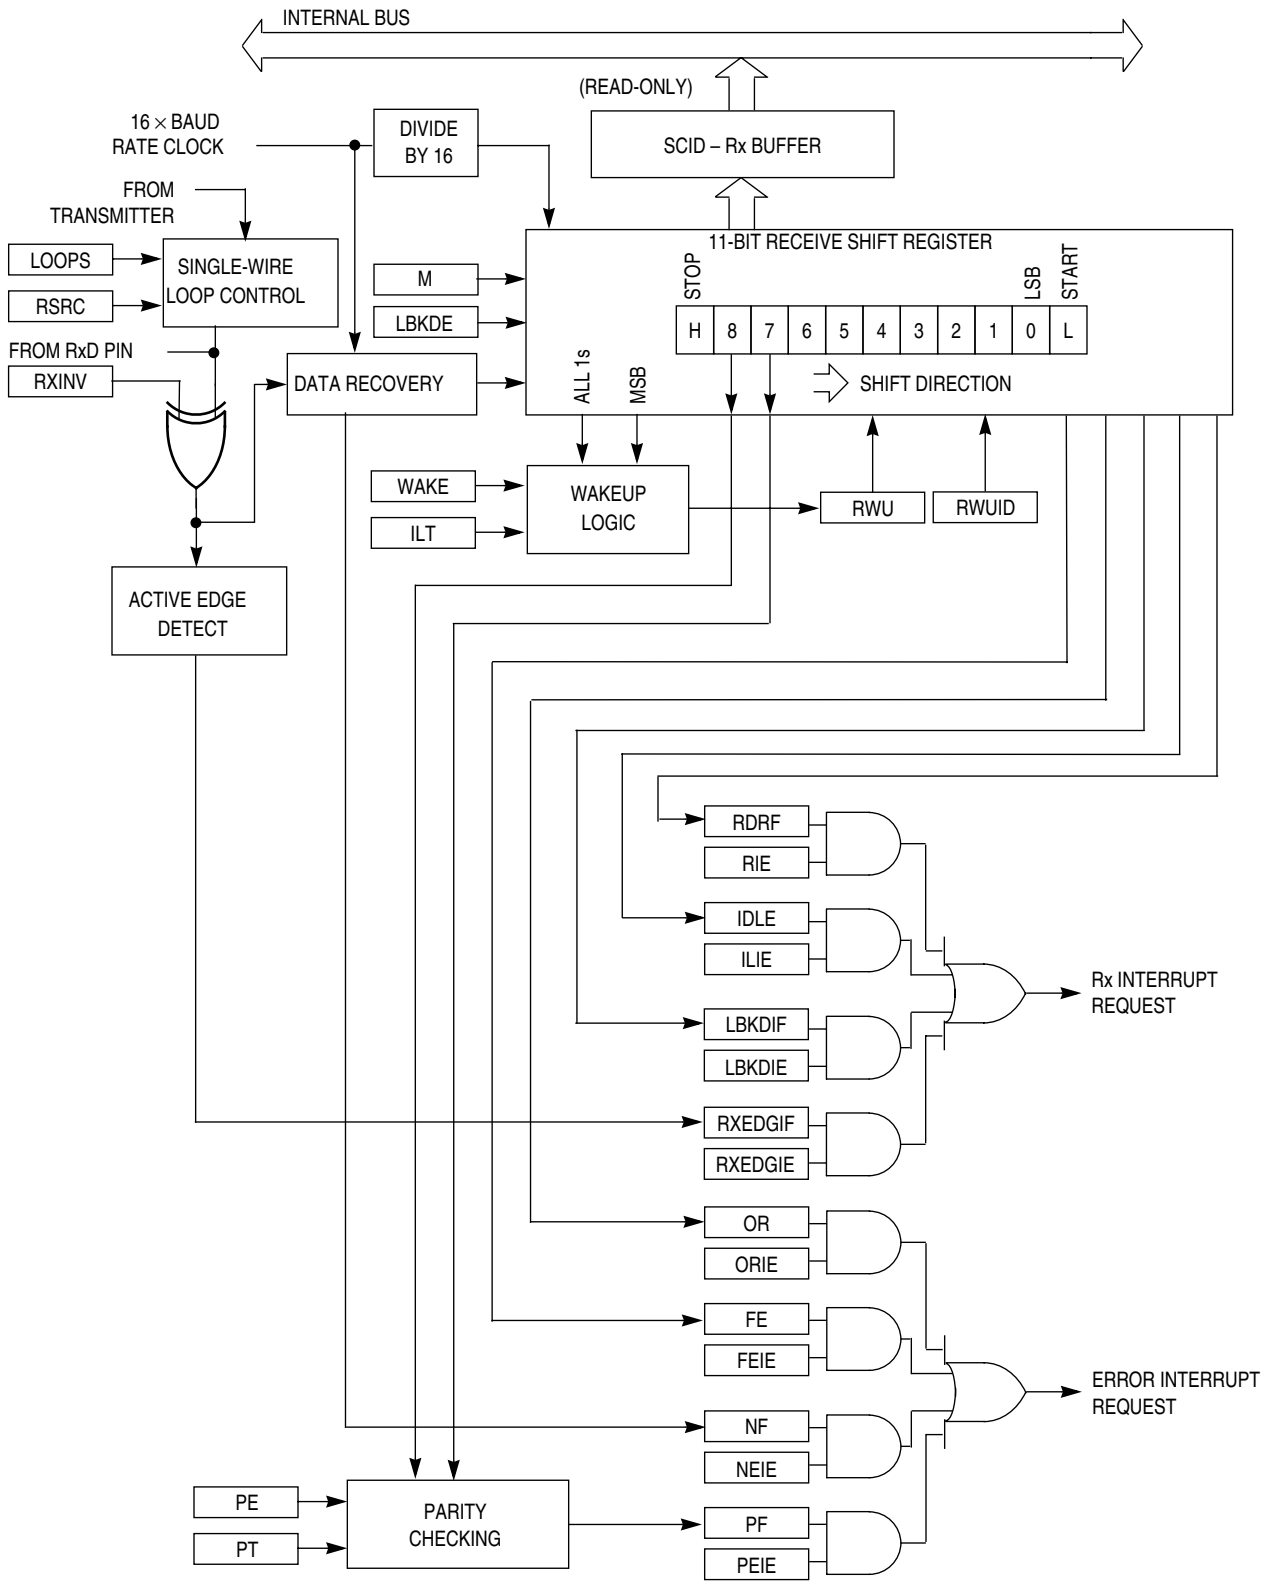 INTERNAL BUS
(READ-ONLY)
16 × BAUD
RATE CLOCK
DIVIDE
BY 16
SCID – Rx BUFFER
FROM
TRANSMITTER
11-BIT RECEIVE SHIFT REGISTER
LOOPS
SINGLE-WIRE
LOOP CONTROL
RSRC
M
LBKDE
STOP
LSB
START
H 8 7 6 5 4 3 2 1 0 L
FROM RxD PIN
RXINV
DATA RECOVERY
ALL 1s
MSB
SHIFT DIRECTION
WAKE
ILT
WAKEUP
LOGIC
RWU
RWUID
ACTIVE EDGE
DETECT
RDRF
RIE
IDLE
ILIE
Rx INTERRUPT
REQUEST
LBKDIF
LBKDIE
RXEDGIF
RXEDGIE
OR
ORIE
FE
FEIE
ERROR INTERRUPT
REQUEST
NF
NEIE
PE
PT
PARITY
CHECKING
PF
PEIE